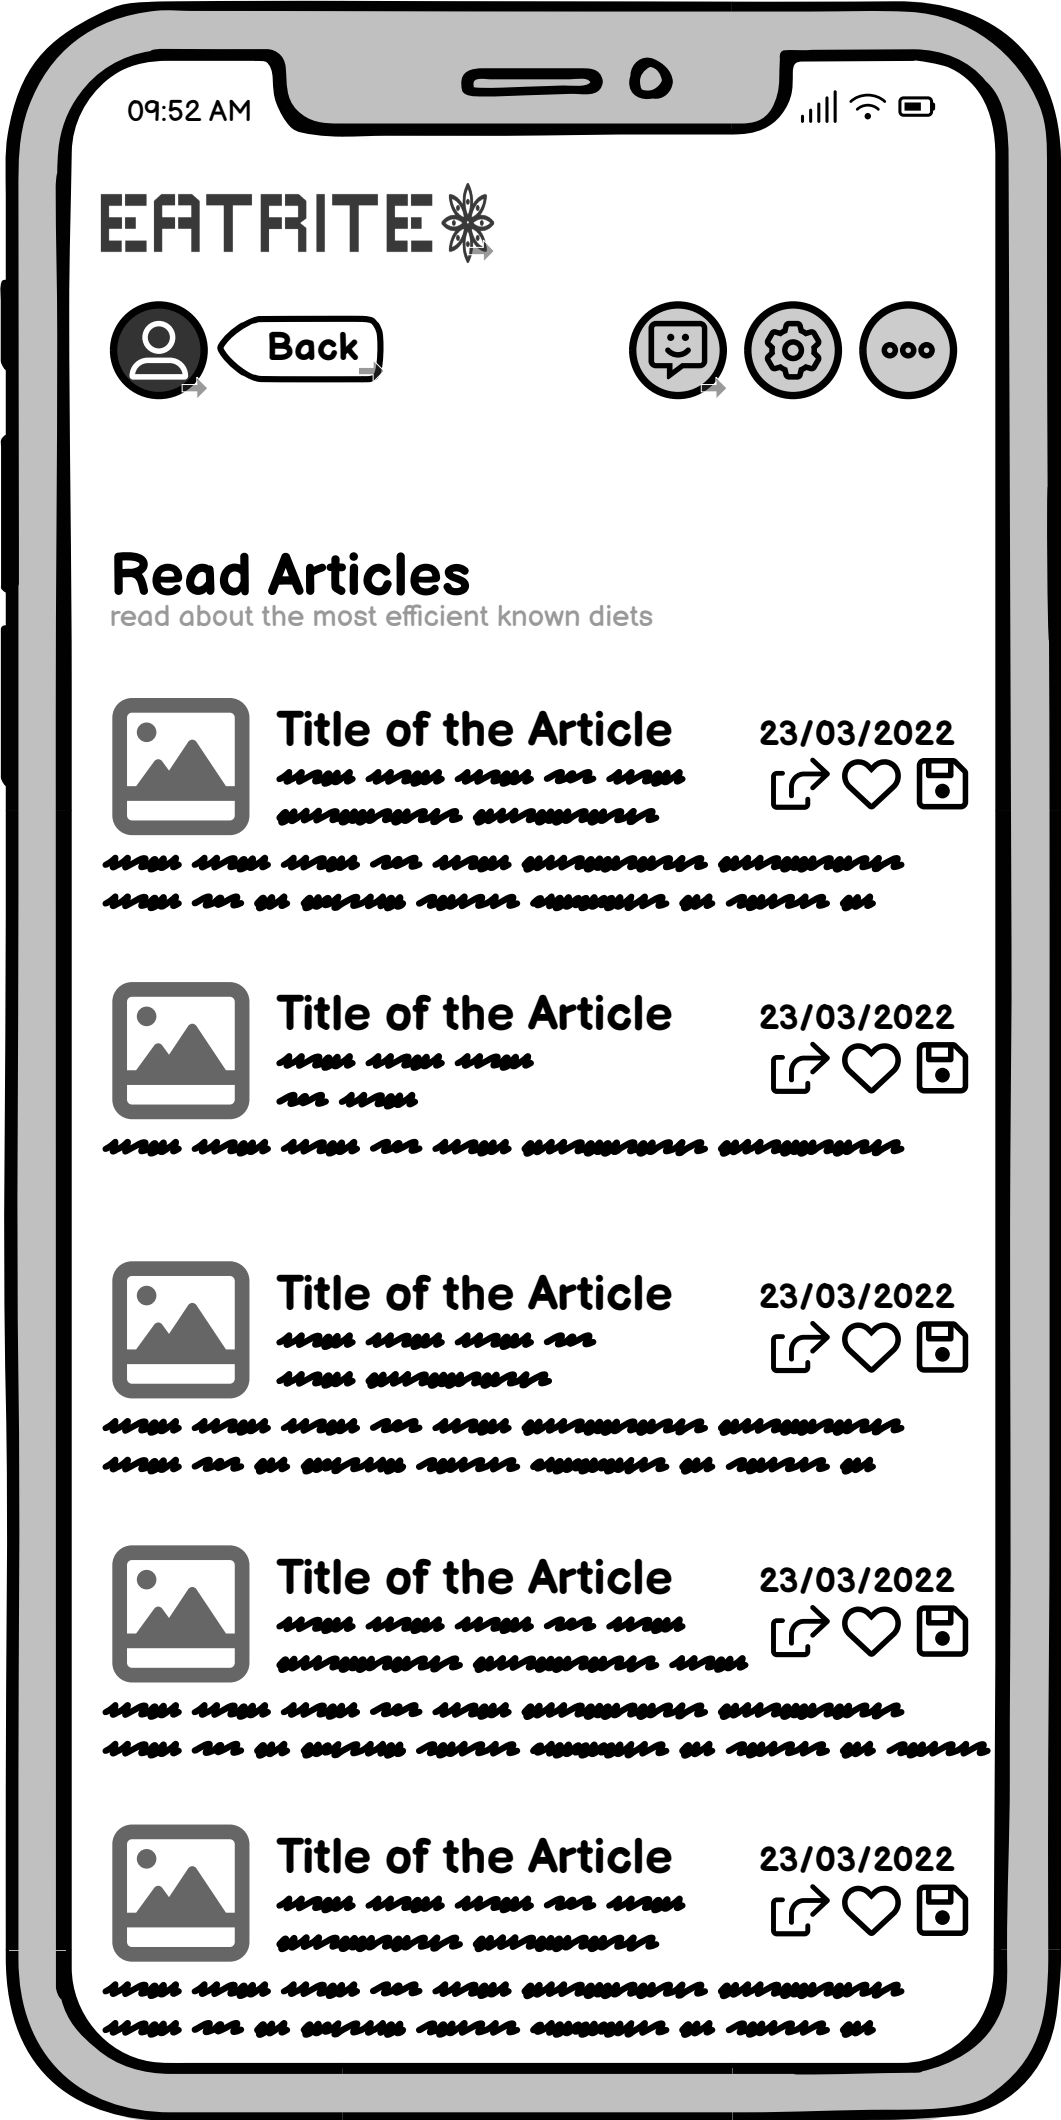 09:52 AM
EATRITE
Back
Read Articles
read about the most efficient known diets
Title of the Article
23/03/2022
Title of the Article
23/03/2022
Title of the Article
23/03/2022
Title of the Article
23/03/2022
Title of the Article
23/03/2022